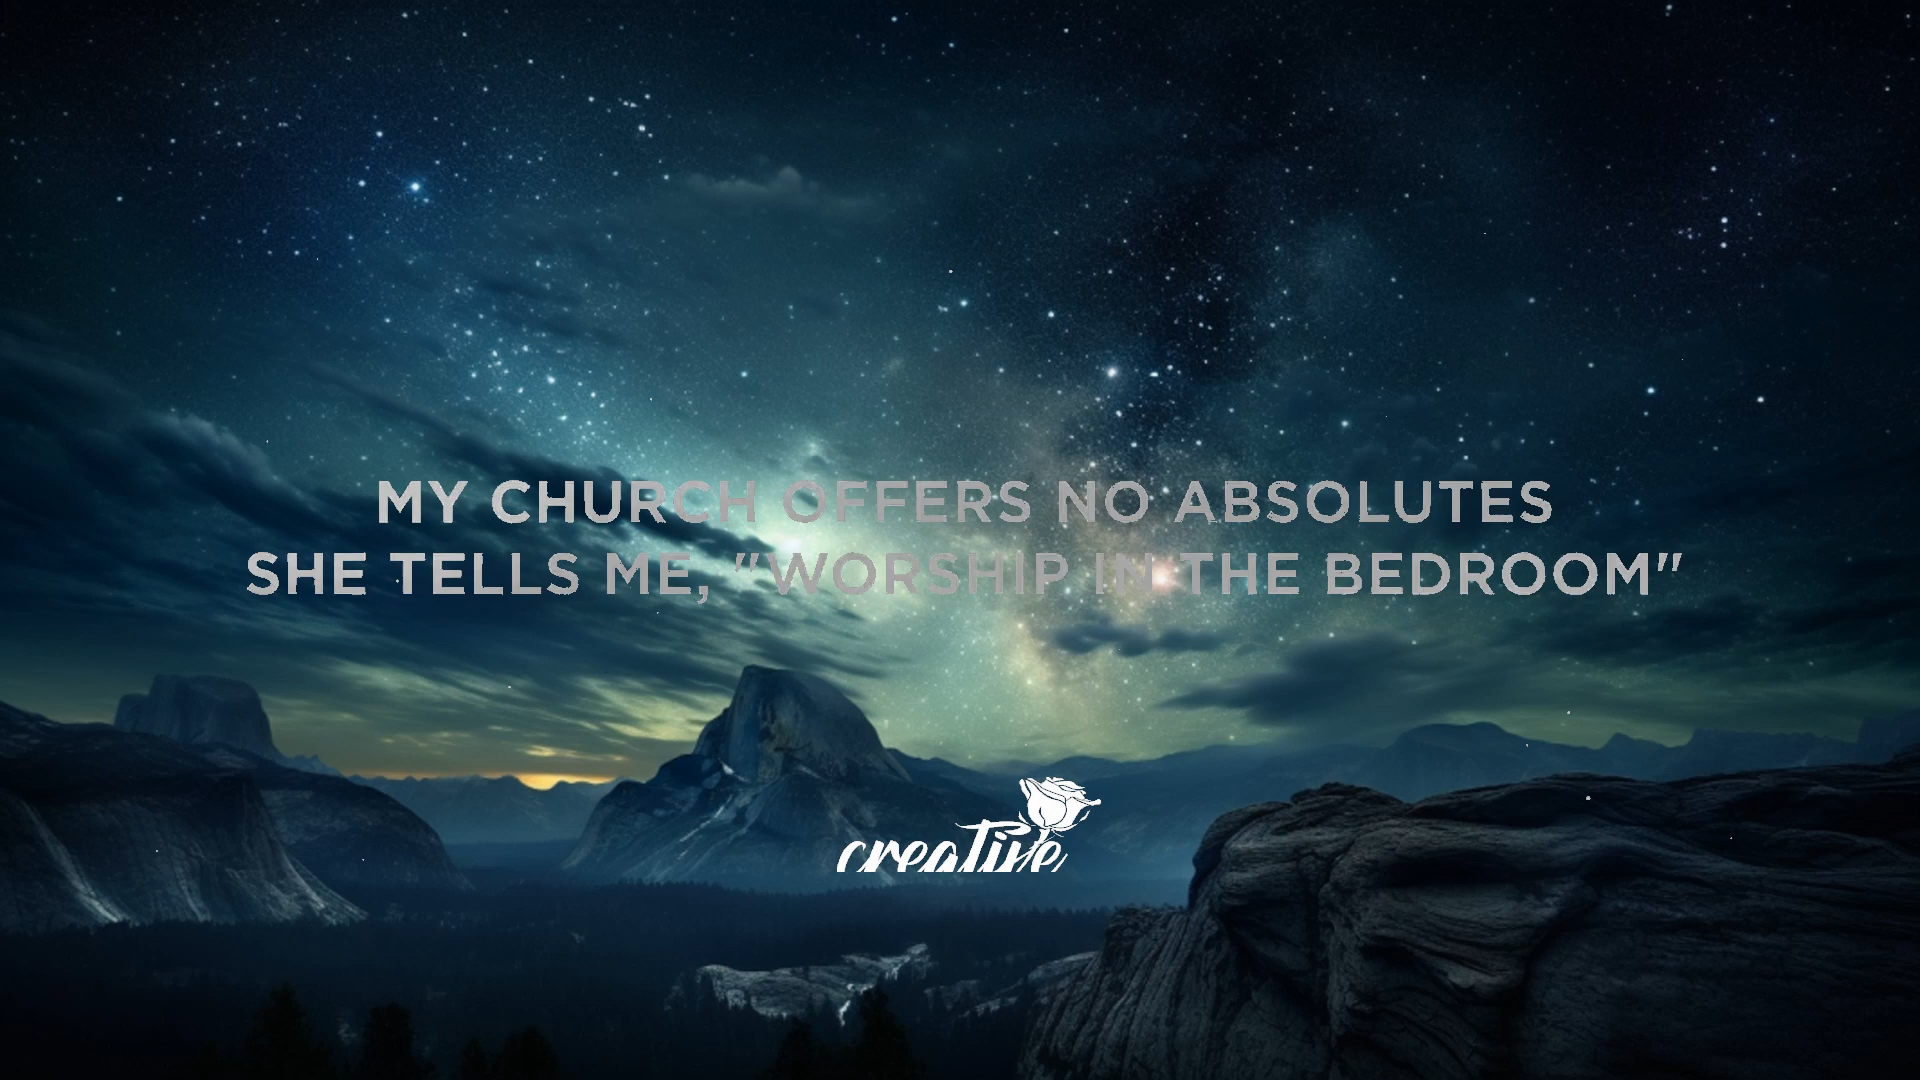 MY CHURCH OFFERS NO ABSOLUTES
SHE TELLS ME, "WORSHIP IN THE BEDROOM"
creative